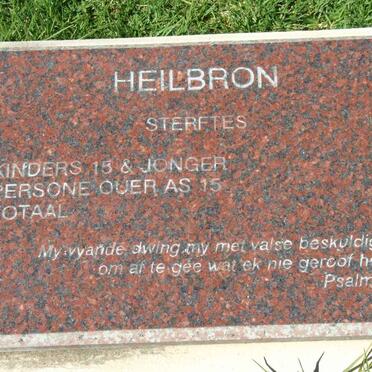 HEILBRON
STERFTES
KINDERS 15 & JONGER
PERSONE OUER AS 15
TOTAAL
My vyande dwing my met valse beskuldig
om af te gee wat ek nie geroof h
Psalm